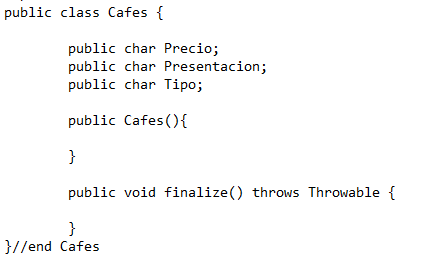 public class Cafes {
public char Precio;
public char Presentacion;
public char Tipo;
public Cafes(){
}
public void finalize() throws Throwable {
}
}//end Cafes